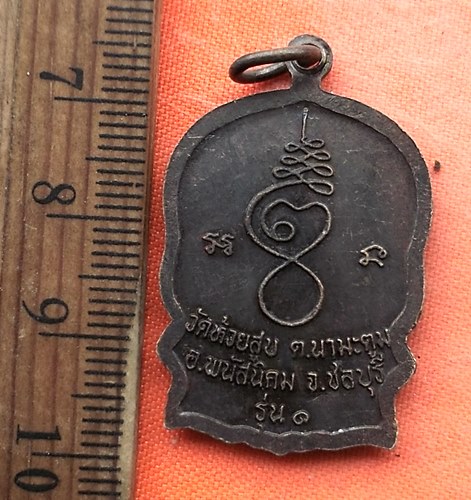 7
8
9
10
วัดห้วยสูบ ต.นามะตูม
อ.พนัสนิคม จ.ชลบุรี
รุ่น ๑